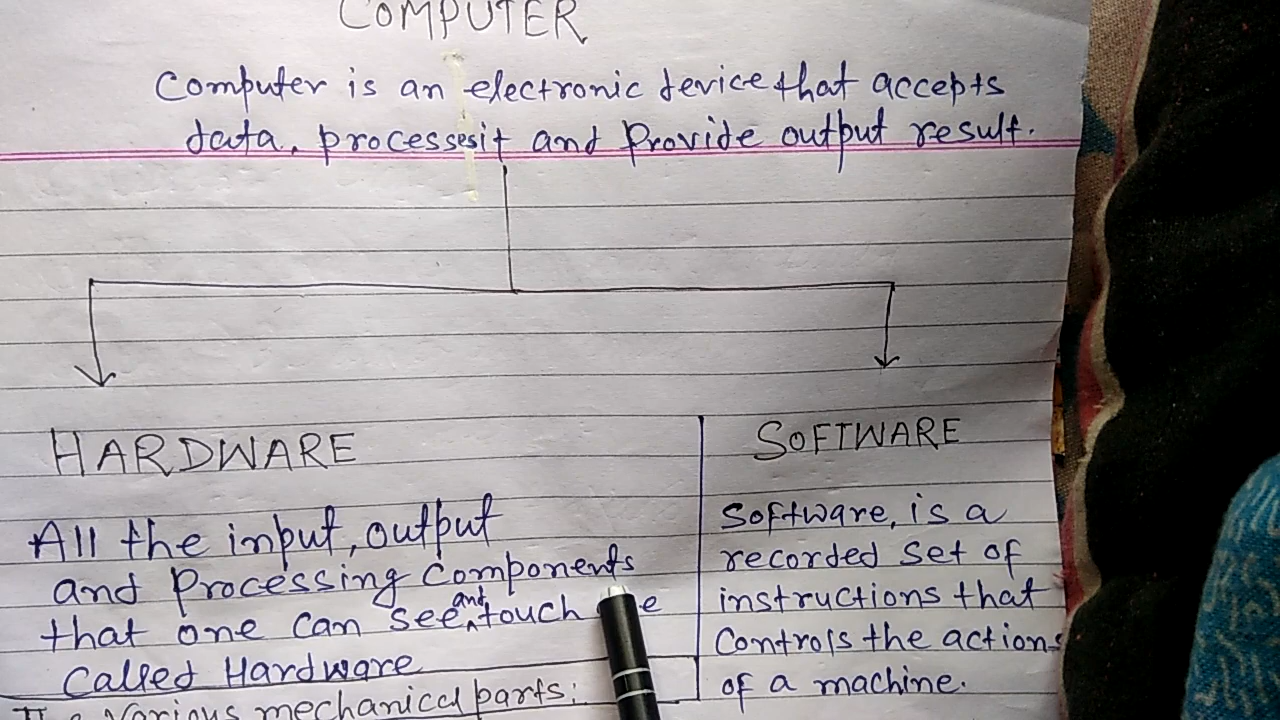 COMPUTER
Computer is an electronic device that accepts
data, processesit and Provide output result.
HARDWARE
All the input, output
and Processing Components
that one can see and touch
Called Hardware
Various mechanical parts:
SOFTWARE
Software, is a
recorded set of
instructions that
Controls the actions
of a machine.